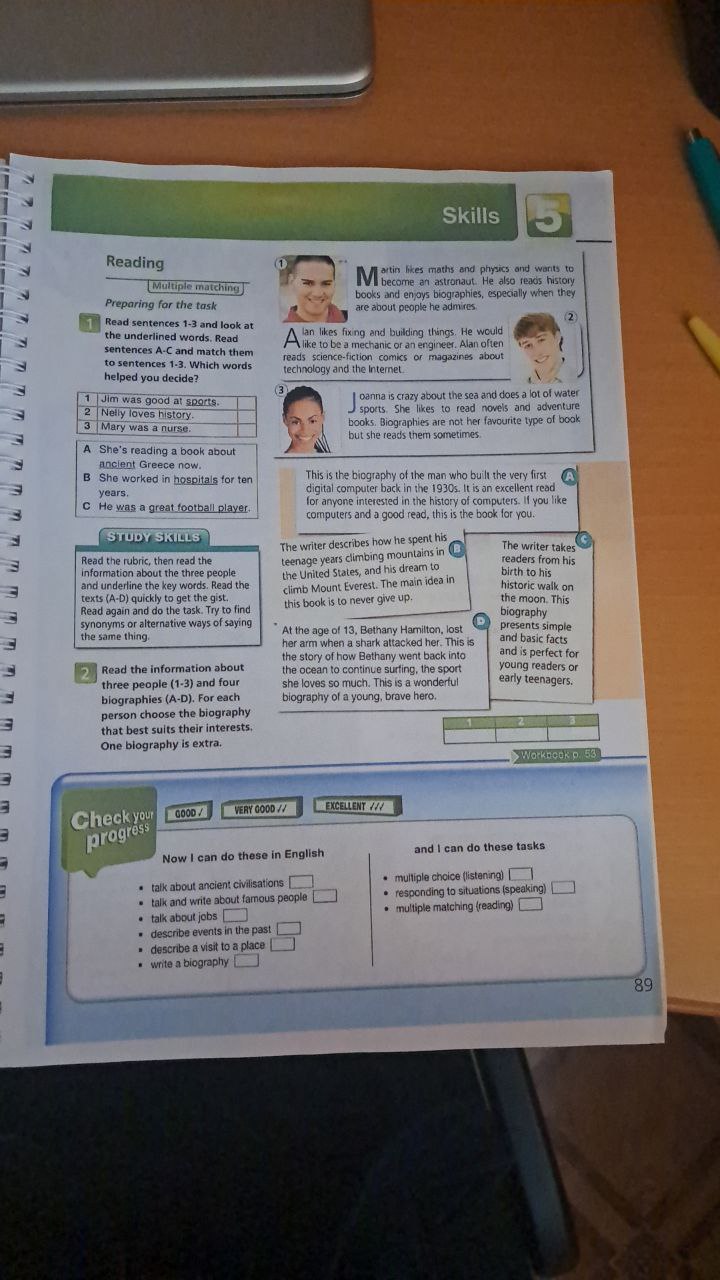 Skills 5
Reading
Multiple matching
Preparing for the task
1 Read sentences 1-3 and look at
the underlined words. Read
sentences A-C and match them
to sentences 1-3. Which words
helped you decide?
1 Jim was good at sports.
2 Nelly loves history.
3 Mary was a nurse.
A She's reading a book about
ancient Greece now.
B She worked in hospitals for ten
years.
C He was a great football player.
STUDY SKILLS
Read the rubric, then read the
information about the three people
and underline the key words. Read the
texts (A-D) quickly to get the gist.
Read again and do the task. Try to find
synonyms or alternative ways of saying
the same thing.
2 Read the information about
three people (1-3) and four
biographies (A-D). For each
person choose the biography
that best suits their interests.
One biography is extra.
1
Martin likes maths and physics and wants to
become an astronaut. He also reads history
books and enjoys biographies, especially when they
are about people he admires.
2
Alan likes fixing and building things. He would
like to be a mechanic or an engineer. Alan often
reads science-fiction comics or magazines about
technology and the Internet.
3
Joanna is crazy about the sea and does a lot of water
sports. She likes to read novels and adventure
books. Biographies are not her favourite type of book
but she reads them sometimes.
A
This is the biography of the man who built the very first
digital computer back in the 1930s. It is an excellent read
for anyone interested in the history of computers. If you like
computers and a good read, this is the book for you.
B
The writer describes how he spent his
teenage years climbing mountains in
the United States, and his dream to
climb Mount Everest. The main idea in
this book is to never give up.
C
The writer takes
readers from his
birth to his
historic walk on
the moon. This
biography
presents simple
and basic facts
and is perfect for
young readers or
early teenagers.
D
At the age of 13, Bethany Hamilton, lost
her arm when a shark attacked her. This is
the story of how Bethany went back into
the ocean to continue surfing, the sport
she loves so much. This is a wonderful
biography of a young, brave hero.
1 2 3
Workbook p. 53
Check your
progress
GOOD ✓ VERY GOOD ✓✓ EXCELLENT ✓✓✓
Now I can do these in English
• talk about ancient civilisations
• talk and write about famous people
• talk about jobs
• describe events in the past
• describe a visit to a place
• write a biography
and I can do these tasks
• multiple choice (listening)
• responding to situations (speaking)
• multiple matching (reading)
89